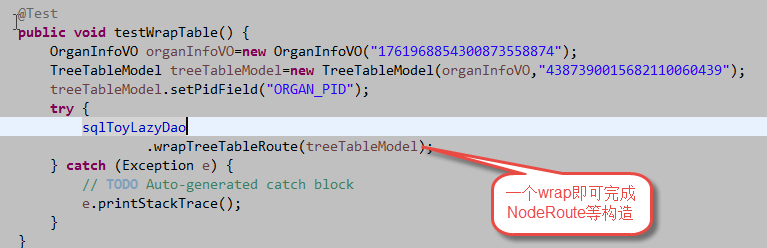 @Test
public void testWrapTable() {
OrganInfoVO organInfoVO=new OrganInfoVO("1761968854300873558874");
TreeTableModel treeTableModel=new TreeTableModel(organInfoVO,"4387390015682110060439");
treeTableModel.setPidField("ORGAN_PID");
try {
sqlToyLazyDao
.wrapTreeTableRoute(treeTableModel);
} catch (Exception e) {
// TODO Auto-generated catch block
e.printStackTrace();
}
}
一个wrap即可完成
NodeRoute等构造